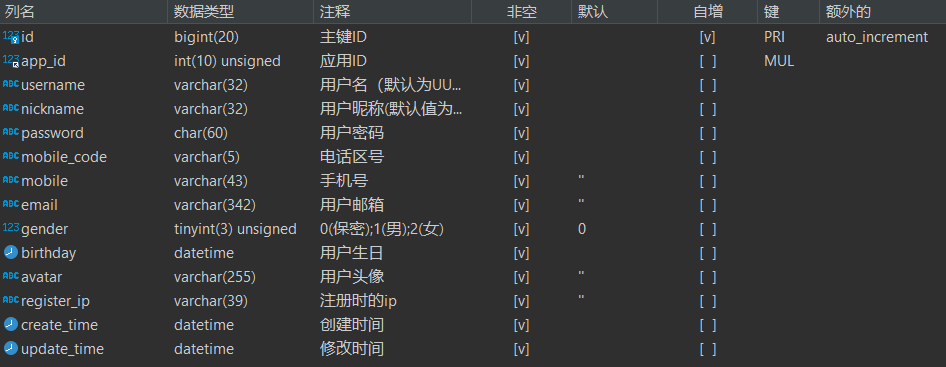 列名 数据类型 注释 非空 默认 自增 键 额外的
123 id bigint(20) 主键ID [v] [v] PRI auto_increment
123 app_id int(10) unsigned 应用ID [v] [ ] MUL
ABC username varchar(32) 用户名（默认为UU... [v] [ ]
ABC nickname varchar(32) 用户昵称(默认值为... [v] [ ]
ABC password char(60) 用户密码 [v] [ ]
ABC mobile_code varchar(5) 电话区号 [v] [ ]
ABC mobile varchar(43) 手机号 [v] '' [ ]
ABC email varchar(342) 用户邮箱 [v] '' [ ]
123 gender tinyint(3) unsigned 0(保密);1(男);2(女) [v] 0 [ ]
birthday datetime 用户生日 [v] [ ]
ABC avatar varchar(255) 用户头像 [v] '' [ ]
ABC register_ip varchar(39) 注册时的ip [v] '' [ ]
create_time datetime 创建时间 [v] [ ]
update_time datetime 修改时间 [v] [ ]